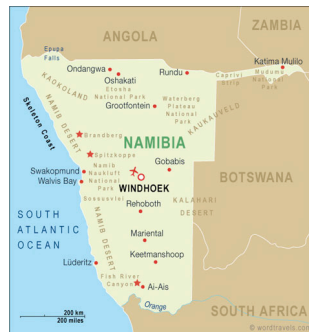 ANGOLA
ZAMBIA
Epupa
Falls
Ondangwa
Oshakati
Rundu
Katima Mulilo
Etosha
National Park
Caprivi
Strip
Mudumu
National
Park
KAOKOLAND
Grootfontein
Waterberg
Plateau
National
Park
KAUKAUVELD
Skeleton Coast
NAMIB DESERT
Brandberg
NAMIBIA
Spitzkoppe
Gobabis
Swakopmund
Walvis Bay
Namib
Naukluft
National
Park
WINDHOEK
BOTSWANA
Sossusvlei
Rehoboth
KALAHARI
DESERT
SOUTH
ATLANTIC
OCEAN
NAMIB DESERT
Mariental
Keetmanshoop
Lüderitz
Fish River
Canyon
Ai-Ais
Orange
200 km
200 miles
SOUTH AFRICA
© wordtravels.com